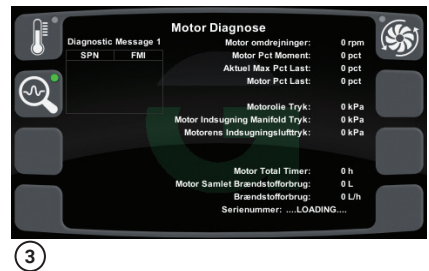 Motor Diagnose
Diagnostic Message 1
SPN FMI
Motor omdrejninger: 0 rpm
Motor Pct Moment: 0 pct
Aktuel Max Pct Last: 0 pct
Motor Pct Last: 0 pct
Motorolie Tryk: 0 kPa
Motor Indsugning Manifold Tryk: 0 kPa
Motorens Indsugningslufttryk: 0 kPa
Motor Total Timer: 0 h
Motor Samlet Brændstofforbrug: 0 L
Brændstofforbrug: 0 L/h
Serienummer: ....LOADING....
3